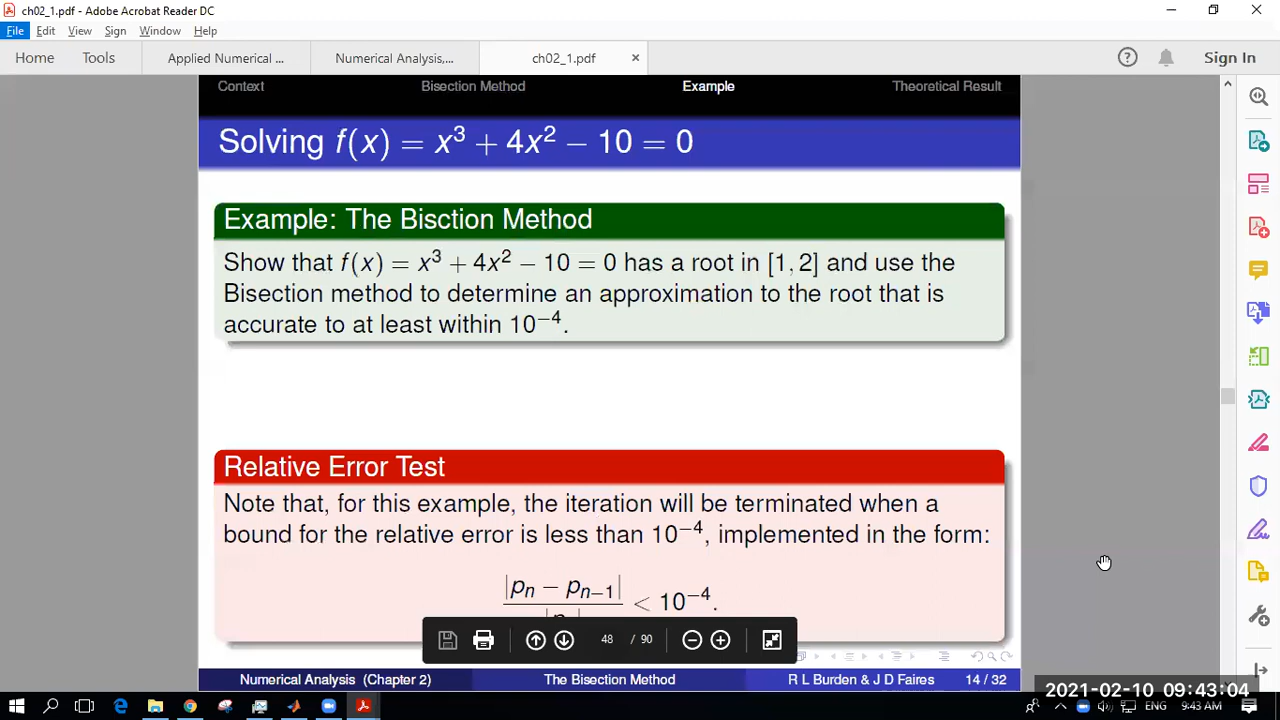 ch02_1.pdf - Adobe Acrobat Reader DC
File Edit View Sign Window Help
Home Tools Applied Numerical ... Numerical Analysis,... ch02_1.pdf × Sign In
Context Bisection Method Example Theoretical Result
Solving f(x) = x³ + 4x² − 10 = 0
Example: The Bisction Method
Show that f(x) = x³ + 4x² − 10 = 0 has a root in [1, 2] and use the
Bisection method to determine an approximation to the root that is
accurate to at least within 10⁻⁴.
Relative Error Test
Note that, for this example, the iteration will be terminated when a
bound for the relative error is less than 10⁻⁴, implemented in the form:
|pₙ − pₙ₋₁|
< 10⁻⁴.
48 / 90
Numerical Analysis (Chapter 2) The Bisection Method R L Burden & J D Faires 14 / 32
2021-02-10 09:43:04
ENG 9:43 AM